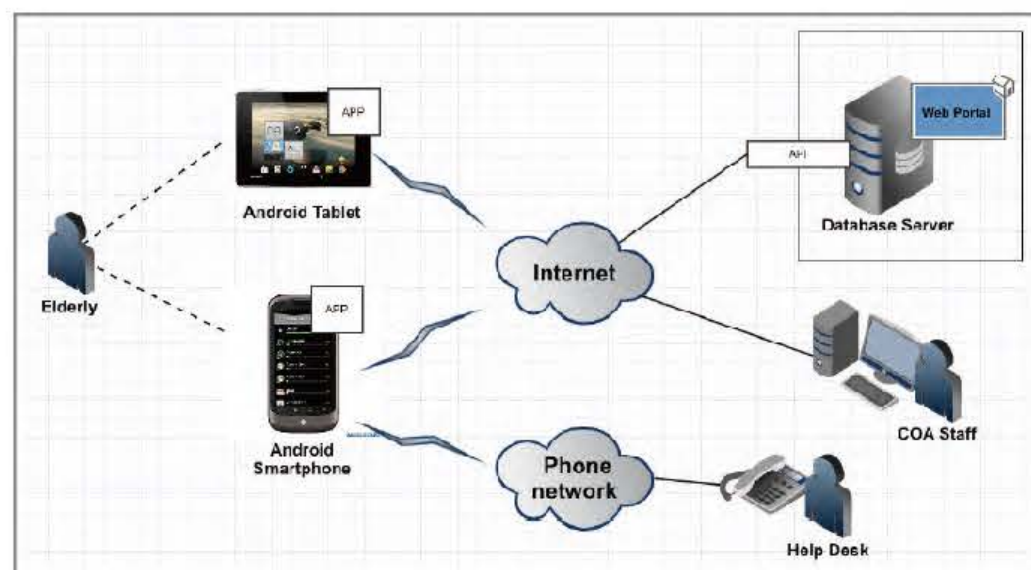 APP
Android Tablet
Elderly
APP
Android
Smartphone
Internet
Phone
network
API
Web Portal
Database Server
COA Staff
Help Desk